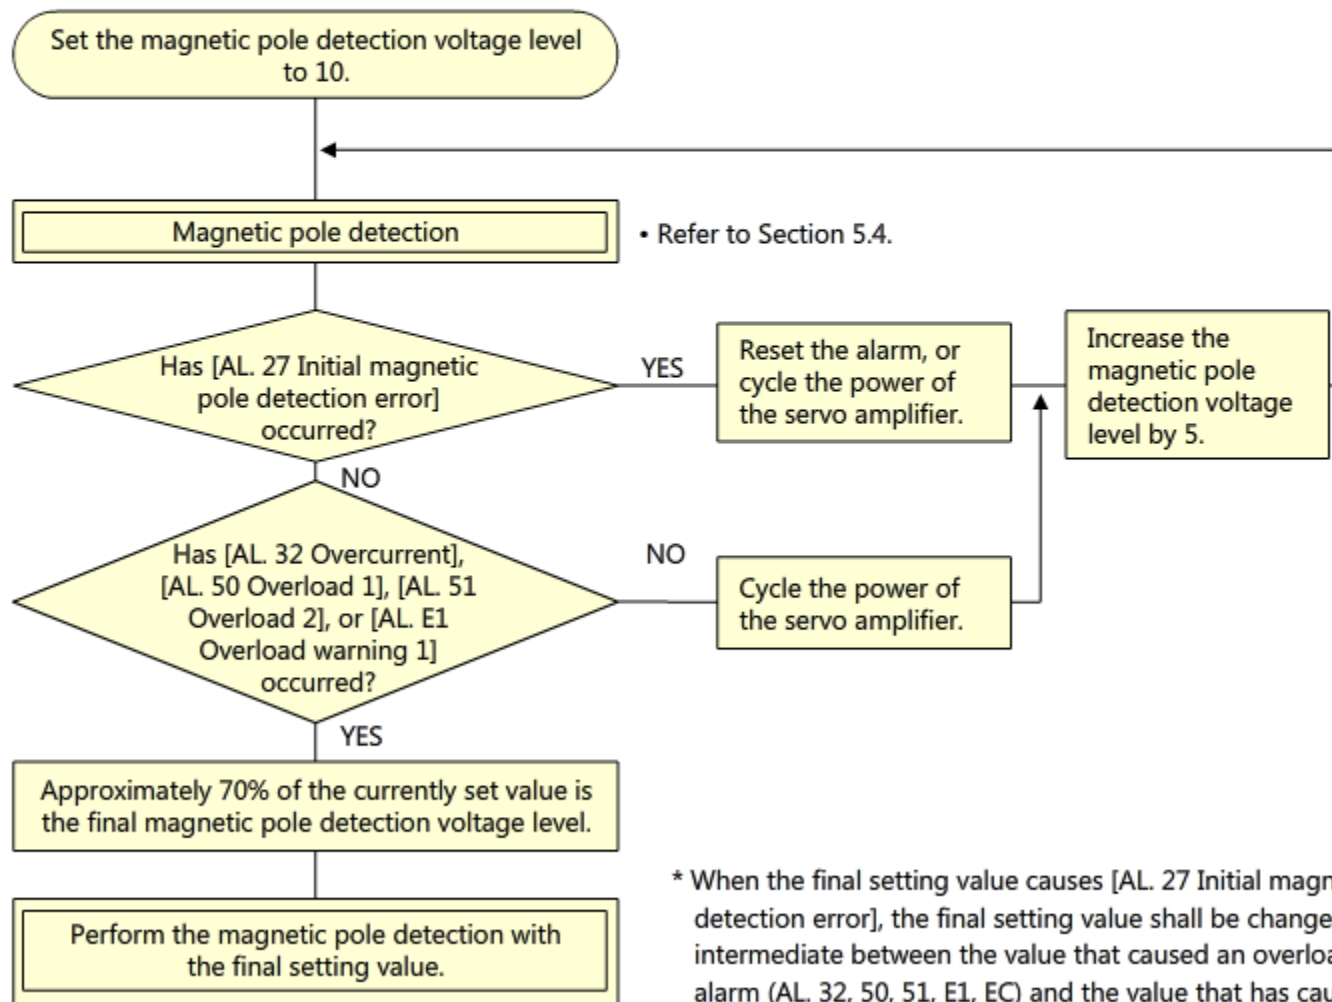 Set the magnetic pole detection voltage level
to 10.
Magnetic pole detection
• Refer to Section 5.4.
Has [AL. 27 Initial magnetic
pole detection error]
occurred?
YES
Reset the alarm, or
cycle the power of
the servo amplifier.
Increase the
magnetic pole
detection voltage
level by 5.
NO
Has [AL. 32 Overcurrent],
[AL. 50 Overload 1], [AL. 51
Overload 2], or [AL. E1
Overload warning 1]
occurred?
NO
Cycle the power of
the servo amplifier.
YES
Approximately 70% of the currently set value is
the final magnetic pole detection voltage level.
Perform the magnetic pole detection with
the final setting value.
* When the final setting value causes [AL. 27 Initial magn
detection error], the final setting value shall be change
intermediate between the value that caused an overloa
alarm (AL. 32, 50, 51, E1, EC) and the value that has cau